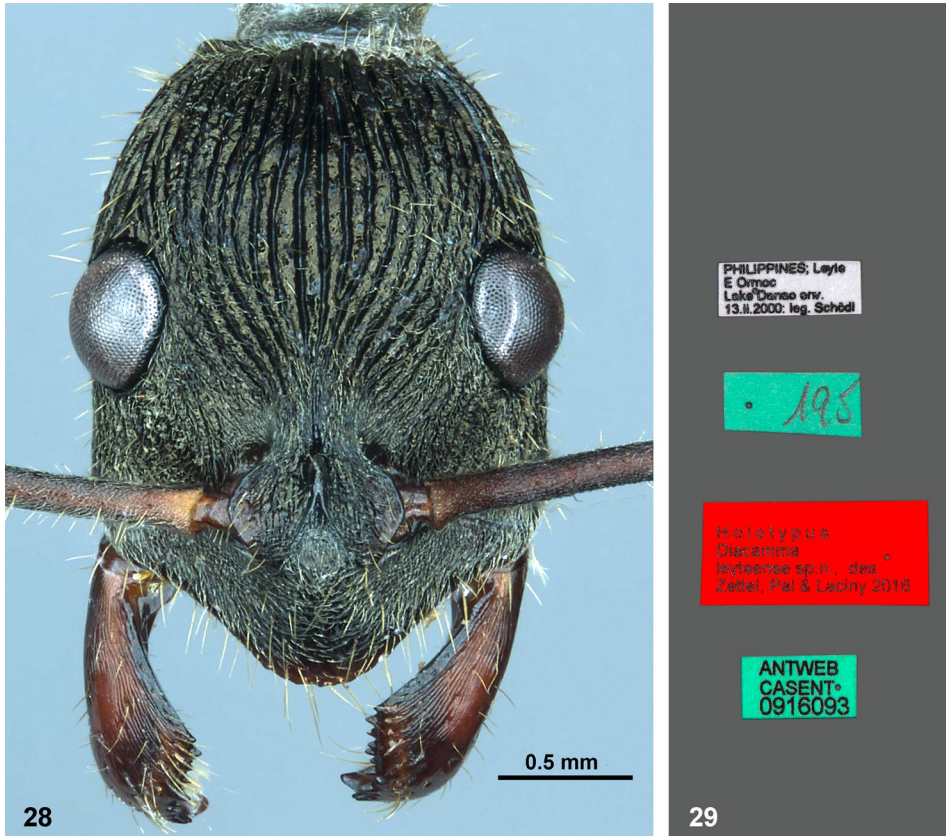 0.5 mm
28
PHILIPPINES; Leyte
E Ormoc
Lake Danao env.
13.ii.2000: leg. Schödl
195
Holotypus
Diacamma
leyteense sp.n., des.
Zettel, Pal & Laciny 2016
ANTWEB
CASENT
0916093
29